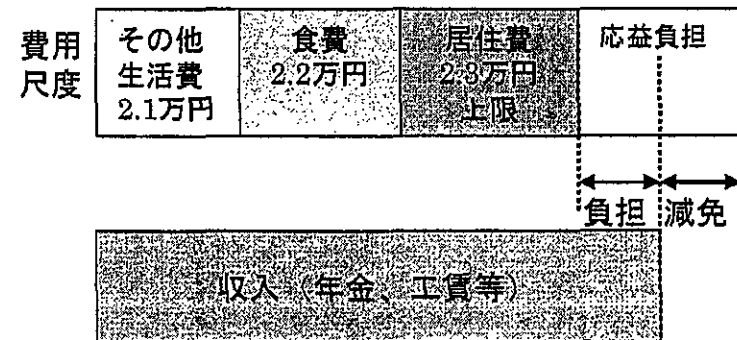 費用
尺度
その他
生活費
2.1万円
食費
2.2万円
居住費
2.3万円
上限
応益負担
負担
減免
収入（年金、工賃等）